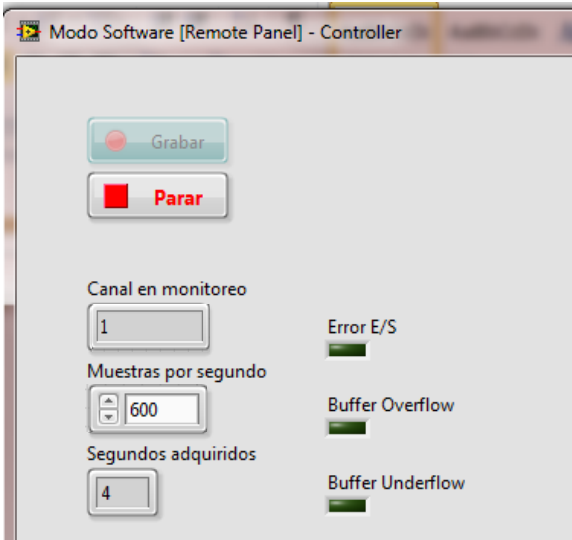 Modo Software [Remote Panel] - Controller
Grabar
Parar
Canal en monitoreo
1
Error E/S
Muestras por segundo
600
Buffer Overflow
Segundos adquiridos
4
Buffer Underflow